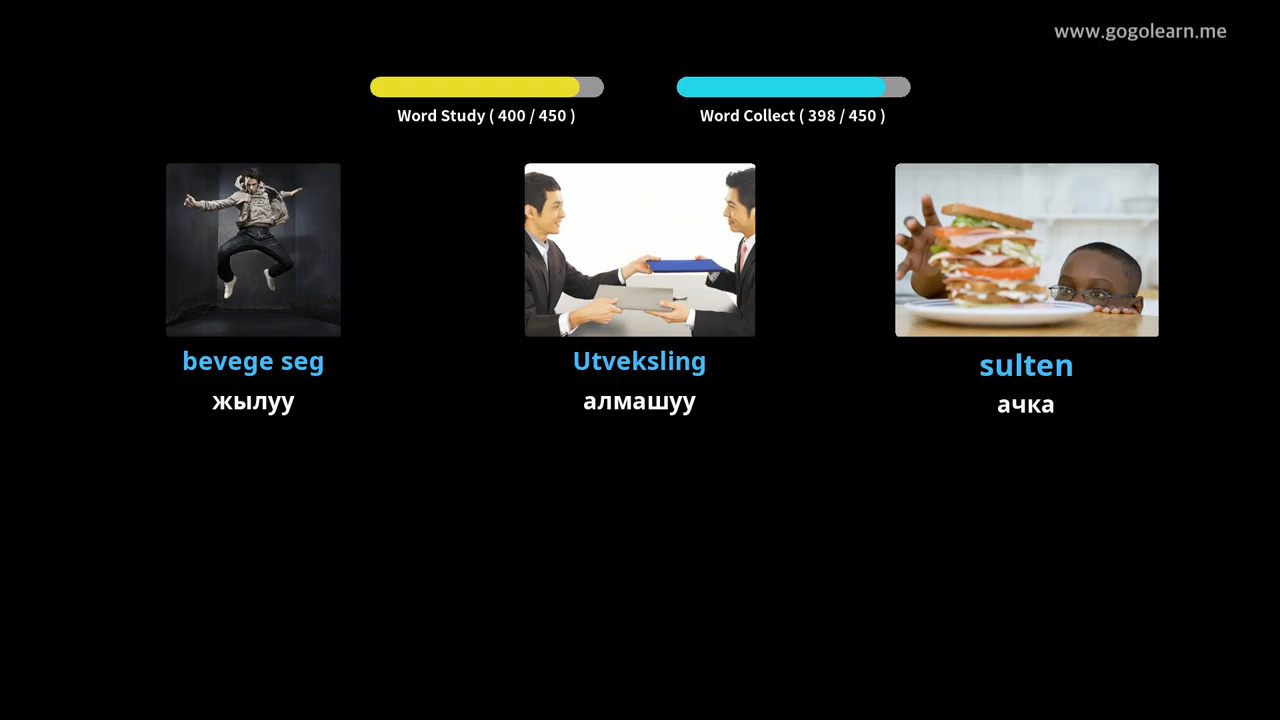 www.gogolearn.me
Word Study ( 400 / 450 )
Word Collect ( 398 / 450 )
bevege seg
жылуу
Utveksling
алмашуу
sulten
ачка